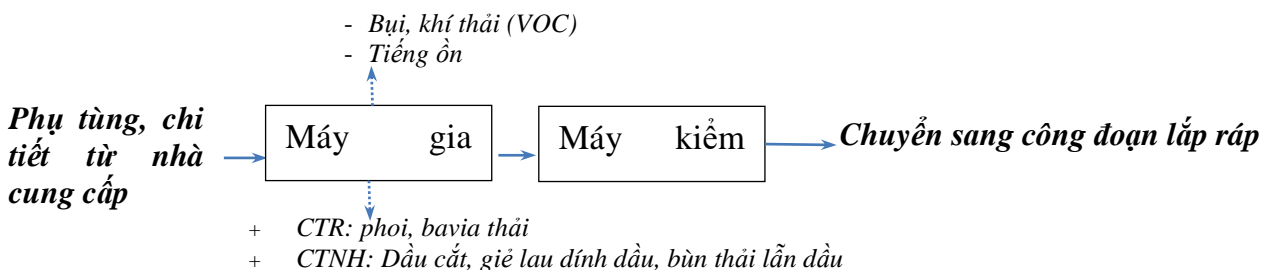 - Bụi, khí thải (VOC)
- Tiếng ồn
Phụ tùng, chi
tiết từ nhà
cung cấp
Máy gia
Máy kiểm
Chuyển sang công đoạn lắp ráp
+ CTR: phoi, bavia thải
+ CTNH: Dầu cắt, giẻ lau dính dầu, bùn thải lẫn dầu